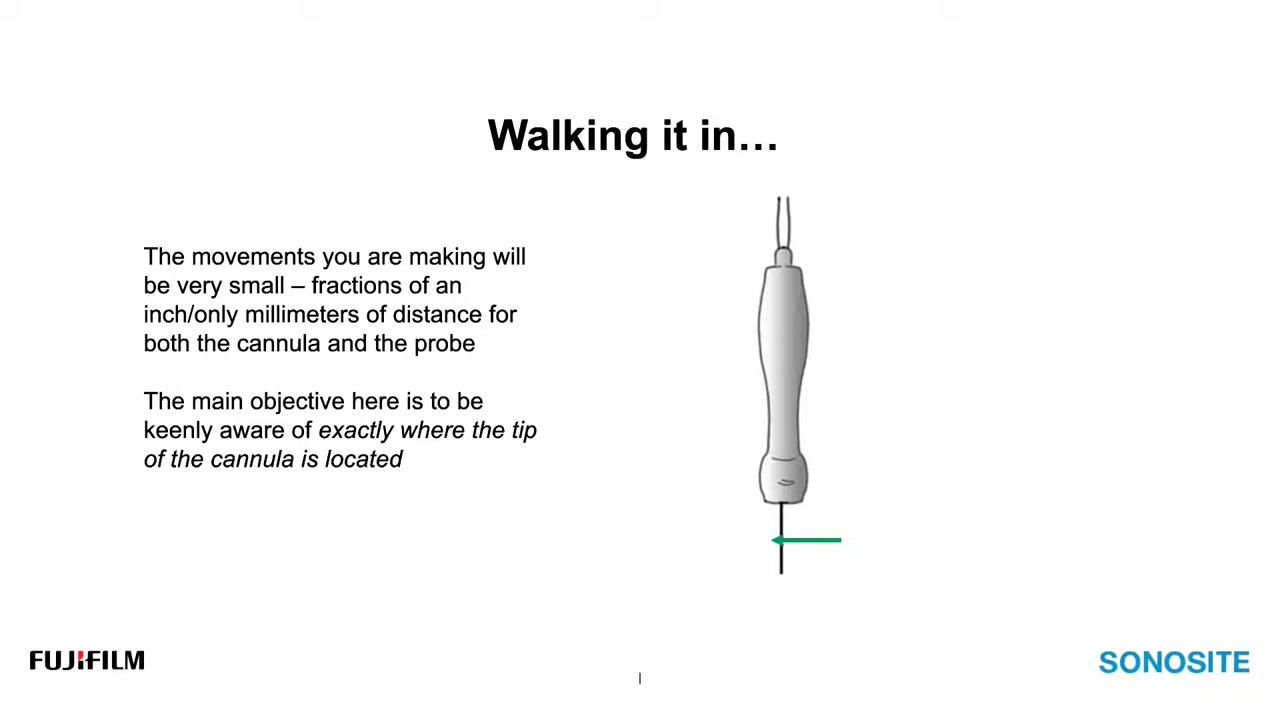 Walking it in…
The movements you are making will
be very small – fractions of an
inch/only millimeters of distance for
both the cannula and the probe
The main objective here is to be
keenly aware of exactly where the tip
of the cannula is located
FUJIFILM
SONOSITE